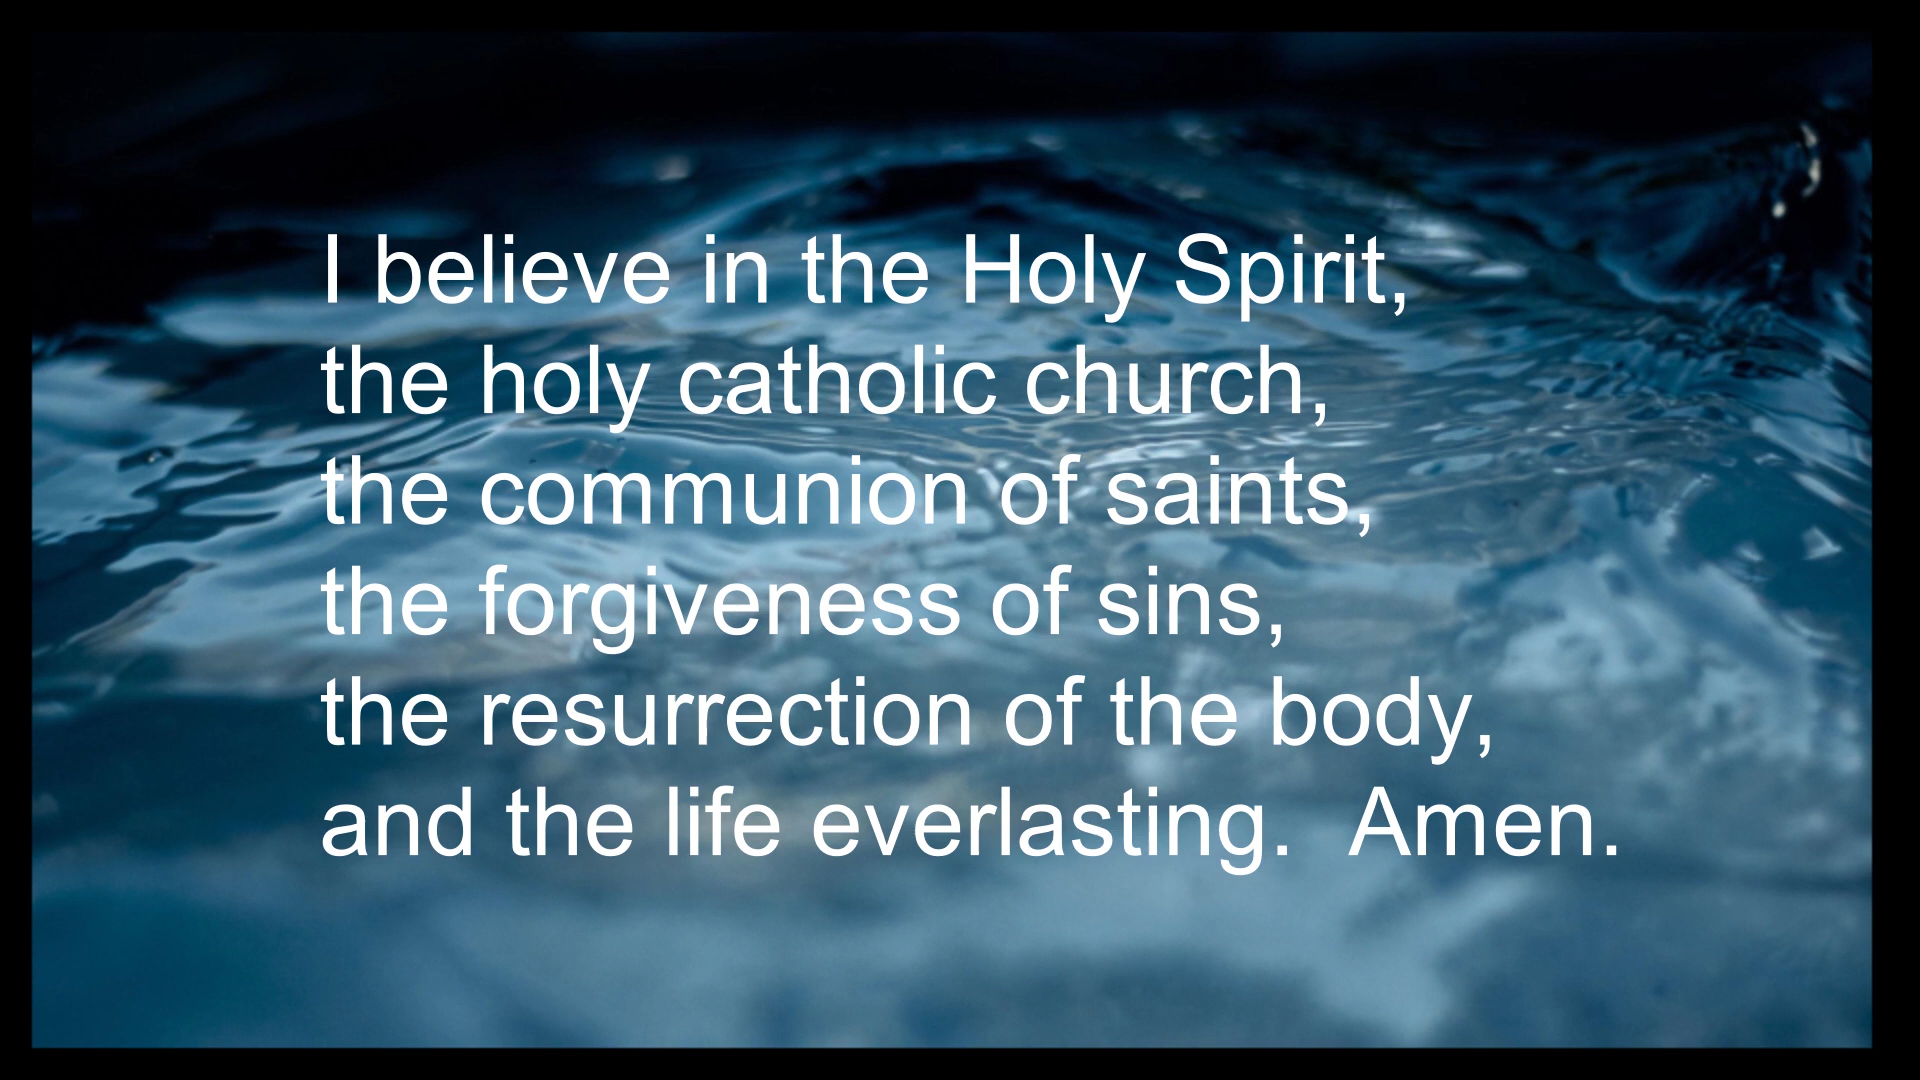 I believe in the Holy Spirit,
the holy catholic church,
the communion of saints,
the forgiveness of sins,
the resurrection of the body,
and the life everlasting.  Amen.